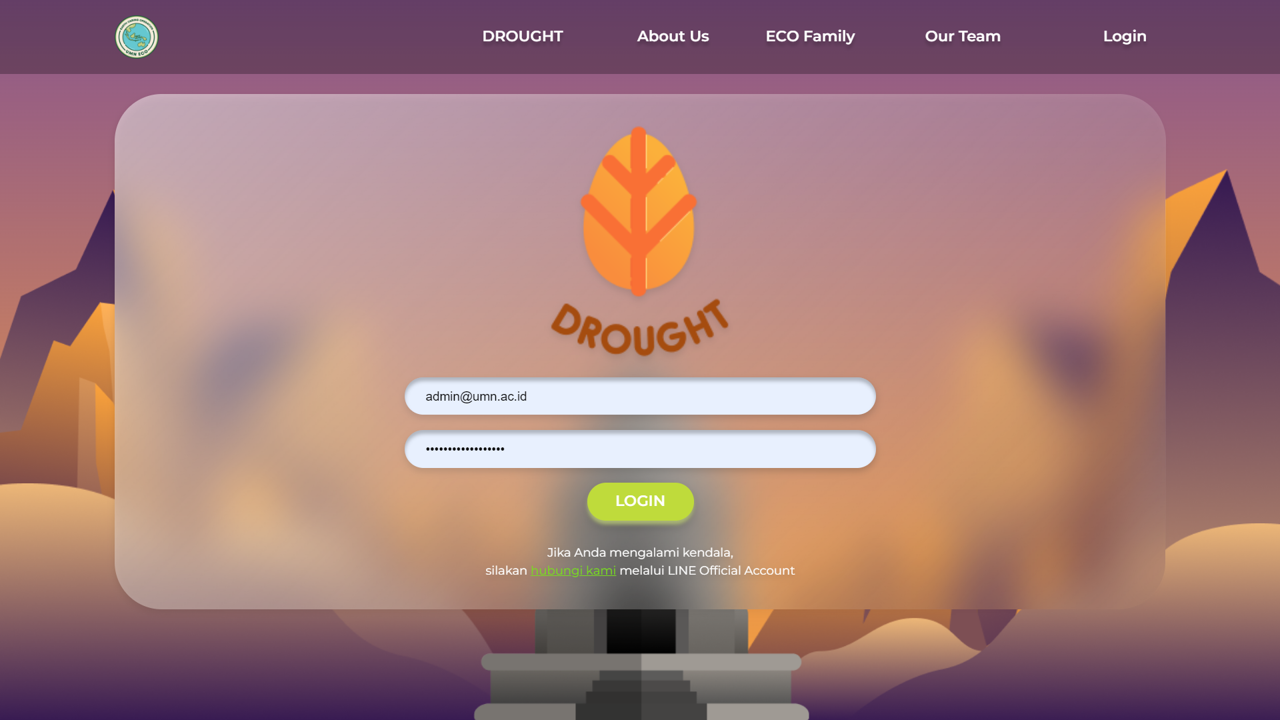 DROUGHT
About Us
ECO Family
Our Team
Login
DROUGHT
admin@umn.ac.id
••••••••••••••••••
LOGIN
Jika Anda mengalami kendala,
silakan hubungi kami melalui LINE Official Account